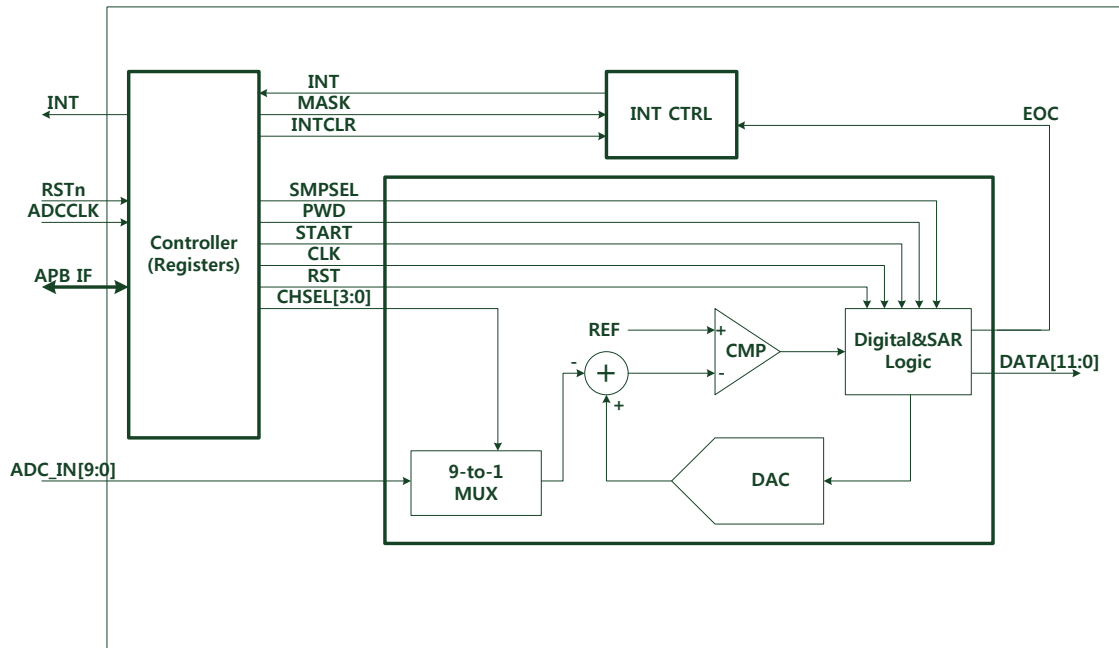 INT
MASK
INTCLR
INT
INT CTRL
EOC
RSTn
ADCCLK
APB IF
Controller
(Registers)
SMPSEL
PWD
START
CLK
RST
CHSEL[3:0]
REF
+
-
CMP
-
+
+
Digital&SAR
Logic
DATA[11:0]
ADC_IN[9:0]
9-to-1
MUX
DAC